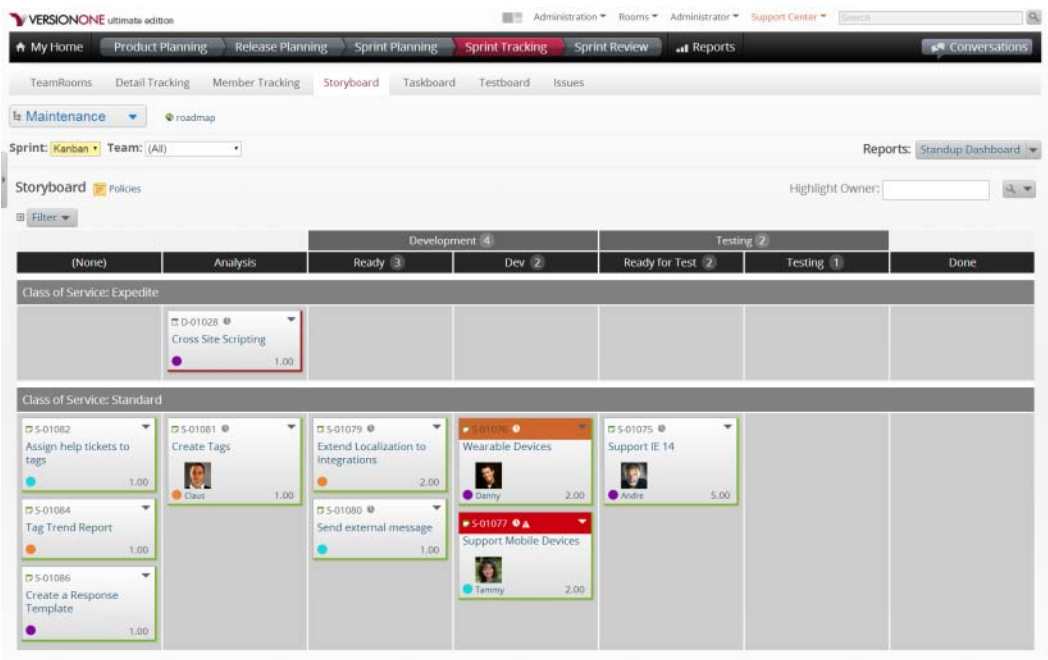 VERSIONONE ultimate edition
Administration Rooms Administrator Support Center Search
My Home Product Planning Release Planning Sprint Planning Sprint Tracking Sprint Review Reports Conversations
TeamRooms Detail Tracking Member Tracking Storyboard Taskboard Testboard Issues
Maintenance roadmap
Sprint: Kanban Team: (All) Reports: Standup Dashboard
Storyboard Policies Highlight Owner:
Filter
Development 4 Testing 2
(None) Analysis Ready 3 Dev 2 Ready for Test 2 Testing 1 Done
Class of Service: Expedite
D-01028
Cross Site Scripting
1.00
Class of Service: Standard
S-01082
Assign help tickets to
tags
1.00
S-01084
Tag Trend Report
1.00
S-01086
Create a Response
Template
1.00
S-01081
Create Tags
Claus 1.00
S-01079
Extend Localization to
Integrations
2.00
S-01080
Send external message
1.00
S-01076
Wearable Devices
Danny 2.00
S-01077
Support Mobile Devices
Tammy 2.00
S-01075
Support IE 14
Andre 5.00